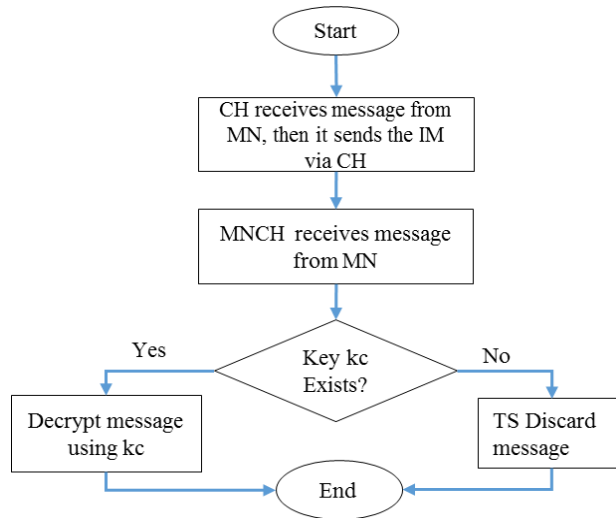 Start
CH receives message from
MN, then it sends the IM
via CH
MNCH receives message
from MN
Yes
Key kc
Exists?
No
Decrypt message
using kc
TS Discard
message
End